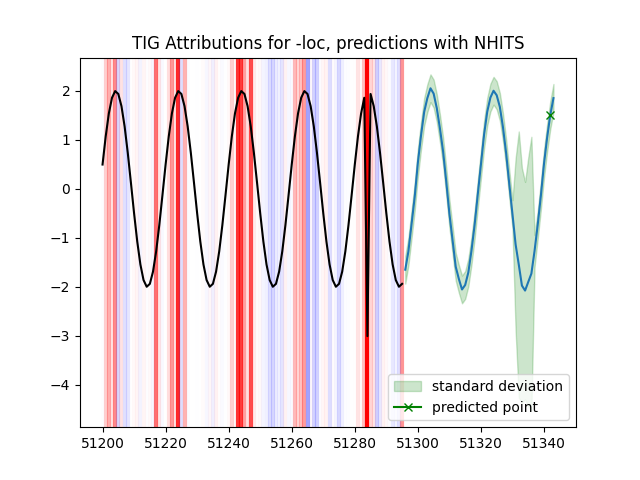 TIG Attributions for -loc, predictions with NHITS
2
1
0
−1
−2
−3
−4
standard deviation
predicted point
51200 51220 51240 51260 51280 51300 51320 51340